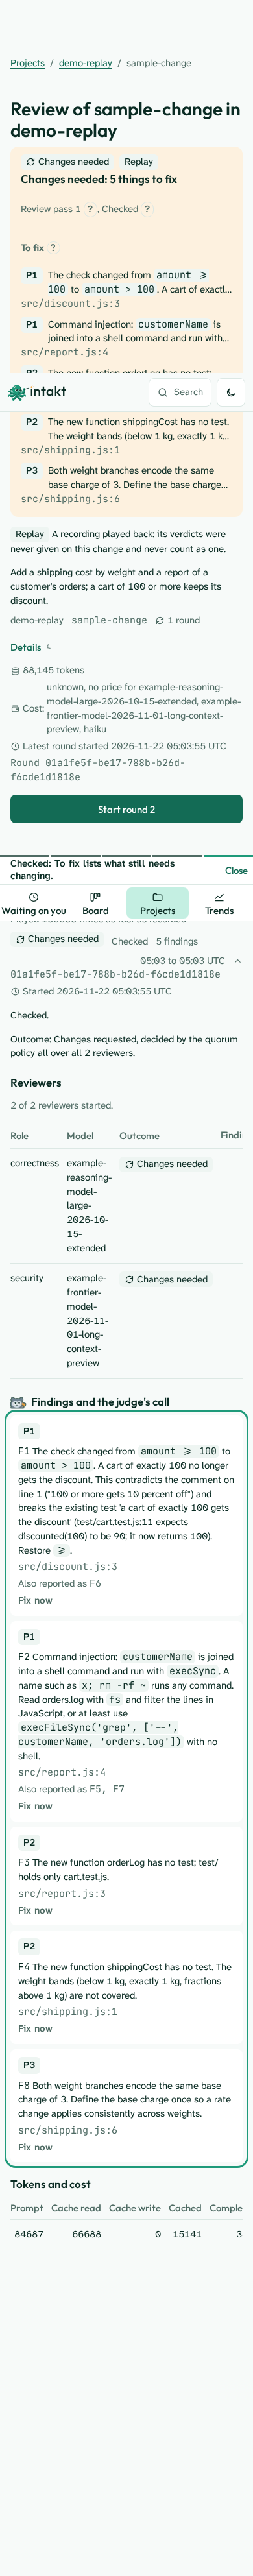 Projects / demo-replay / sample-change
Review of sample-change in
demo-replay
Changes needed Replay
Changes needed: 5 things to fix
Review pass 1 ? , Checked ?
To fix ?
P1 The check changed from amount >=
100 to amount > 100. A cart of exactl…
src/discount.js:3
P1 Command injection: customerName is
joined into a shell command and run with…
src/report.js:4
intakt
Search
P2 The new function shippingCost has no test.
The weight bands (below 1 kg, exactly 1 k…
src/shipping.js:1
P3 Both weight branches encode the same
base charge of 3. Define the base charge…
src/shipping.js:6
Replay A recording played back: its verdicts were
never given on this change and never count as one.
Add a shipping cost by weight and a report of a
customer's orders; a cart of 100 or more keeps its
discount.
demo-replay sample-change 1 round
Details
88,145 tokens
Cost: unknown, no price for example-reasoning-
model-large-2026-10-15-extended, example-
frontier-model-2026-11-01-long-context-
preview, haiku
Latest round started 2026-11-22 05:03:55 UTC
Round 01a1fe5f-be17-788b-b26d-
f6cde1d1818e
Start round 2
Checked: To fix lists what still needs
changing.
Close
Waiting on you Board Projects Trends
Changes needed Checked 5 findings
05:03 to 05:03 UTC
01a1fe5f-be17-788b-b26d-f6cde1d1818e
Started 2026-11-22 05:03:55 UTC
Checked.
Outcome: Changes requested, decided by the quorum
policy all over all 2 reviewers.
Reviewers
2 of 2 reviewers started.
Role Model Outcome Findi
correctness example-
reasoning-
model-
large-
2026-10-
15-
extended
Changes needed
security example-
frontier-
model-
2026-11-
01-long-
context-
preview
Changes needed
Findings and the judge's call
P1
F1 The check changed from amount >= 100 to
amount > 100. A cart of exactly 100 no longer
gets the discount. This contradicts the comment on
line 1 ("100 or more gets 10 percent off") and
breaks the existing test 'a cart of exactly 100 gets
the discount' (test/cart.test.js:11 expects
discounted(100) to be 90; it now returns 100).
Restore >=.
src/discount.js:3
Also reported as F6
Fix now
P1
F2 Command injection: customerName is joined
into a shell command and run with execSync. A
name such as x; rm -rf ~ runs any command.
Read orders.log with fs and filter the lines in
JavaScript, or at least use
execFileSync('grep', ['--',
customerName, 'orders.log']) with no
shell.
src/report.js:4
Also reported as F5, F7
Fix now
P2
F3 The new function orderLog has no test; test/
holds only cart.test.js.
src/report.js:3
Fix now
P2
F4 The new function shippingCost has no test. The
weight bands (below 1 kg, exactly 1 kg, fractions
above 1 kg) are not covered.
src/shipping.js:1
Fix now
P3
F8 Both weight branches encode the same base
charge of 3. Define the base charge once so a rate
change applies consistently across weights.
src/shipping.js:6
Fix now
Tokens and cost
Prompt Cache read Cache write Cached Comple
84687 66688 0 15141 3